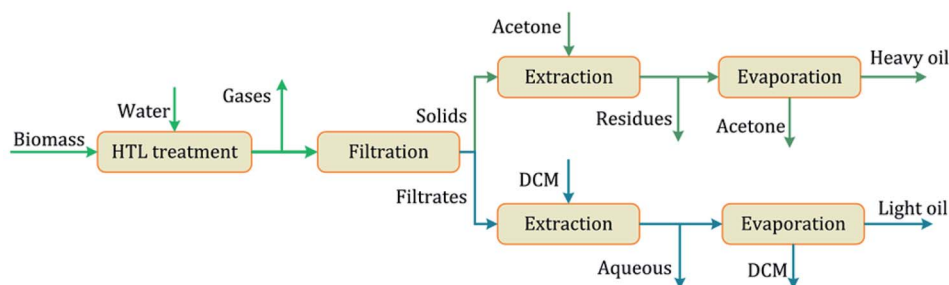 Biomass
Water
HTL treatment
Gases
Filtration
Solids
Filtrates
Acetone
Extraction
Residues
Evaporation
Acetone
Heavy oil
DCM
Extraction
Aqueous
Evaporation
DCM
Light oil